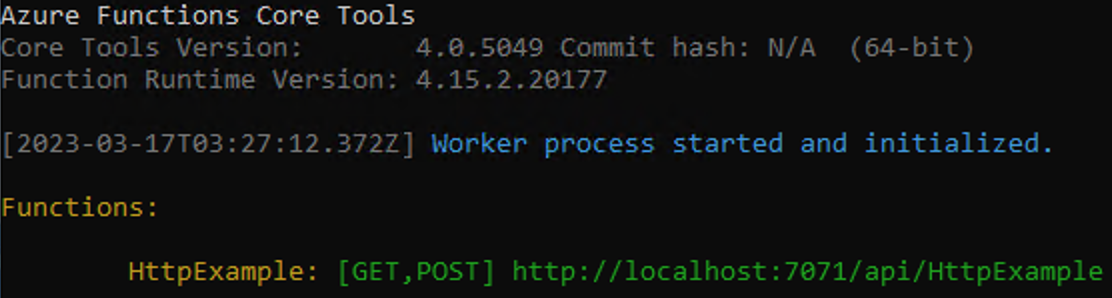 Azure Functions Core Tools
Core Tools Version:       4.0.5049 Commit hash: N/A  (64-bit)
Function Runtime Version: 4.15.2.20177
[2023-03-17T03:27:12.372Z] Worker process started and initialized.
Functions:
HttpExample: [GET,POST] http://localhost:7071/api/HttpExample